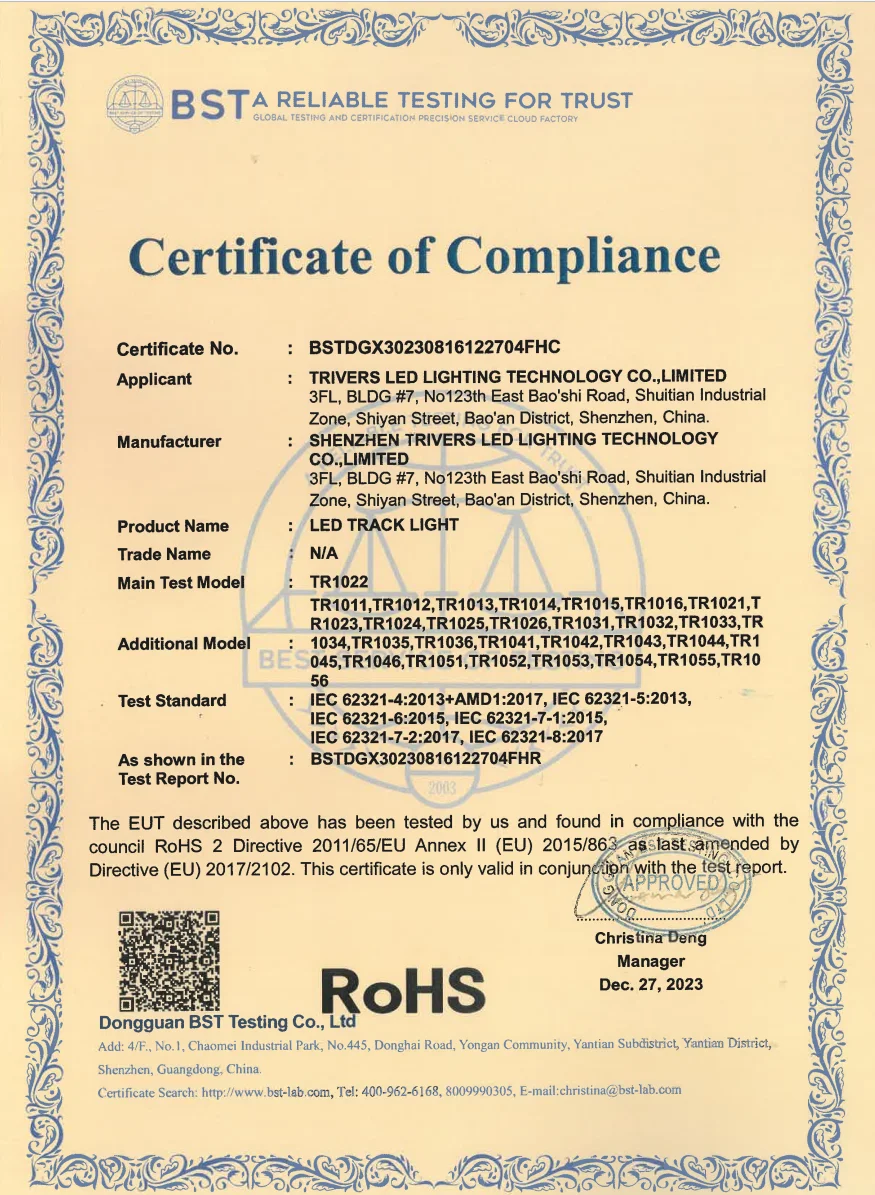 BST A RELIABLE TESTING FOR TRUST
GLOBAL TESTING AND CERTIFICATION PRECISION SERVICE CLOUD FACTORY
Certificate of Compliance
Certificate No. : BSTDGX30230816122704FHC
Applicant : TRIVERS LED LIGHTING TECHNOLOGY CO.,LIMITED
3FL, BLDG #7, No123th East Bao'shi Road, Shuitian Industrial
Zone, Shiyan Street, Bao'an District, Shenzhen, China.
Manufacturer : SHENZHEN TRIVERS LED LIGHTING TECHNOLOGY
CO.,LIMITED
3FL, BLDG #7, No123th East Bao'shi Road, Shuitian Industrial
Zone, Shiyan Street, Bao'an District, Shenzhen, China.
Product Name : LED TRACK LIGHT
Trade Name : N/A
Main Test Model : TR1022
TR1011,TR1012,TR1013,TR1014,TR1015,TR1016,TR1021,T
R1023,TR1024,TR1025,TR1026,TR1031,TR1032,TR1033,TR
Additional Model : 1034,TR1035,TR1036,TR1041,TR1042,TR1043,TR1044,TR1
045,TR1046,TR1051,TR1052,TR1053,TR1054,TR1055,TR10
56
Test Standard : IEC 62321-4:2013+AMD1:2017, IEC 62321-5:2013,
IEC 62321-6:2015, IEC 62321-7-1:2015,
IEC 62321-7-2:2017, IEC 62321-8:2017
As shown in the : BSTDGX30230816122704FHR
Test Report No.
2003
The EUT described above has been tested by us and found in compliance with the
council RoHS 2 Directive 2011/65/EU Annex II (EU) 2015/863 as last amended by
Directive (EU) 2017/2102. This certificate is only valid in conjunction with the test report.
APPROVED
Christina Deng
Manager
Dec. 27, 2023
RoHS
Dongguan BST Testing Co., Ltd
Add: 4/F., No.1, Chaomei Industrial Park, No.445, Donghai Road, Yongan Community, Yantian Subdistrict, Yantian District,
Shenzhen, Guangdong, China.
Certificate Search: http://www.bst-lab.com, Tel: 400-962-6168, 8009990305, E-mail:christina@bst-lab.com